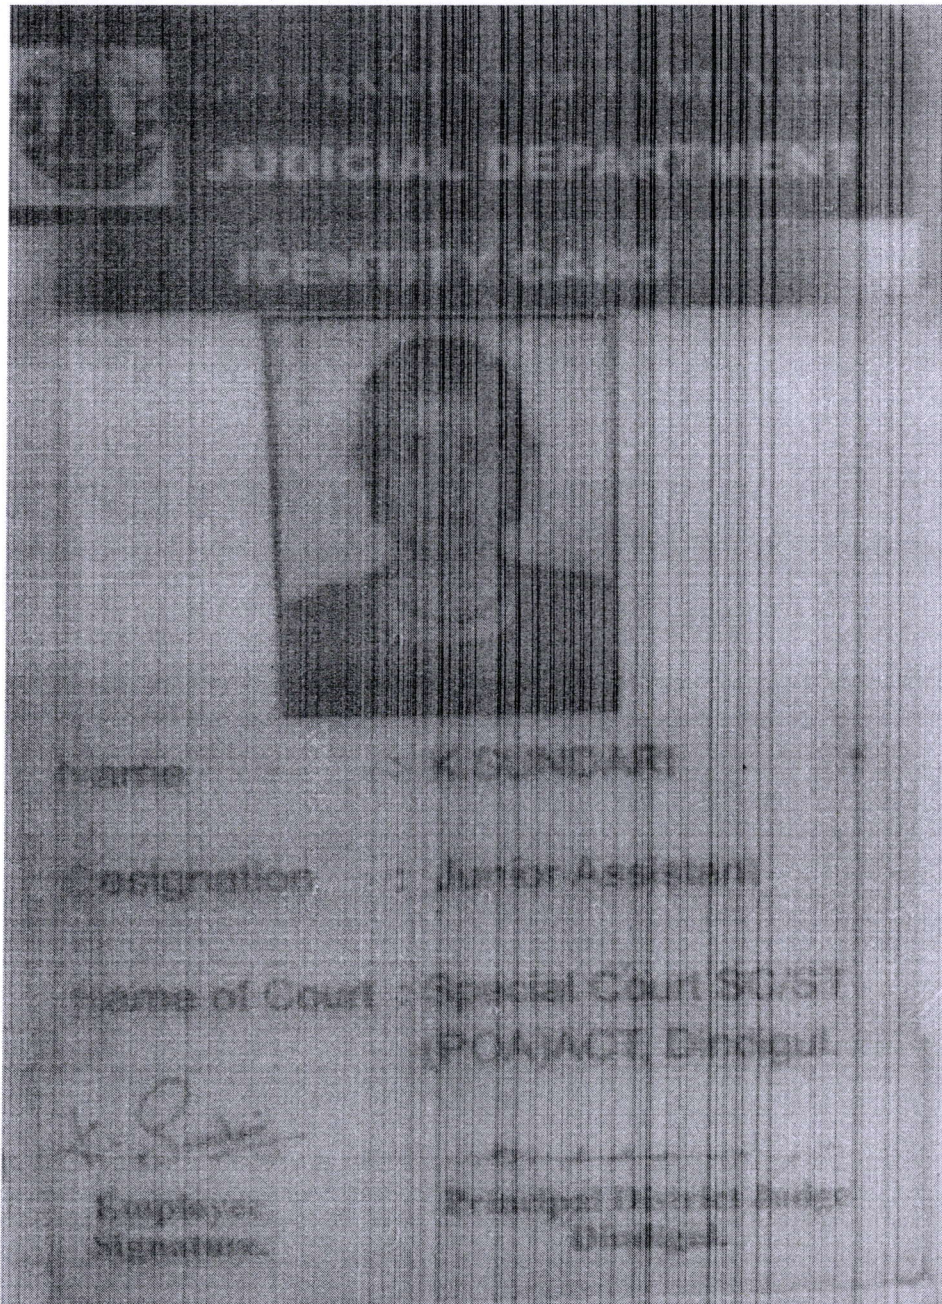 JUDICIAL DEPARTMENT
IDENTITY CARD
Name : K.SUNDARI
Designation : Junior Assistant
Name of Court : Special Court SC/ST
(POA)ACT, Dindigul.
Employee
Signature.
Principal District Judge
Dindigul.